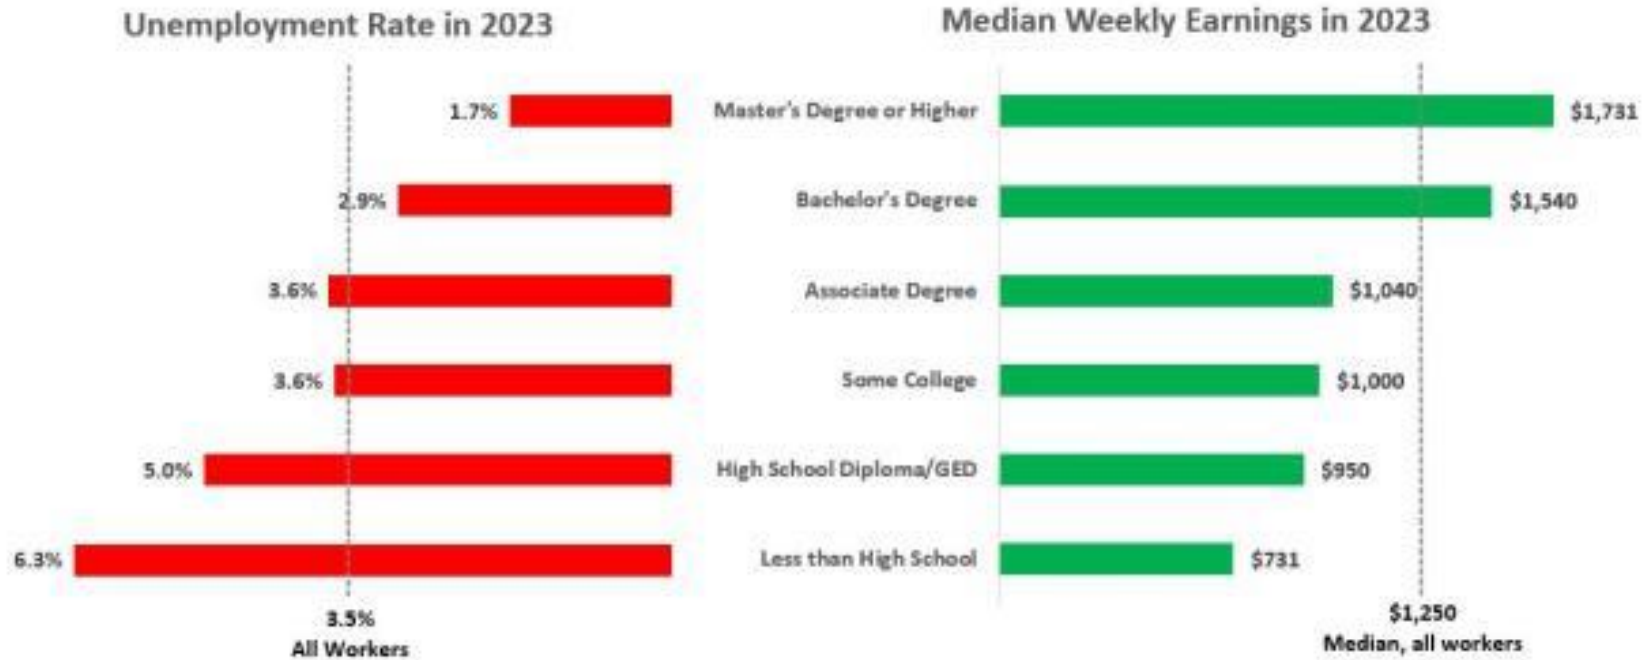 Unemployment Rate in 2023
Median Weekly Earnings in 2023
1.7%
Master's Degree or Higher
$1,731
2.9%
Bachelor's Degree
$1,540
3.6%
Associate Degree
$1,040
3.6%
Some College
$1,000
5.0%
High School Diploma/GED
$950
6.3%
Less than High School
$731
3.5%
All Workers
$1,250
Median, all workers